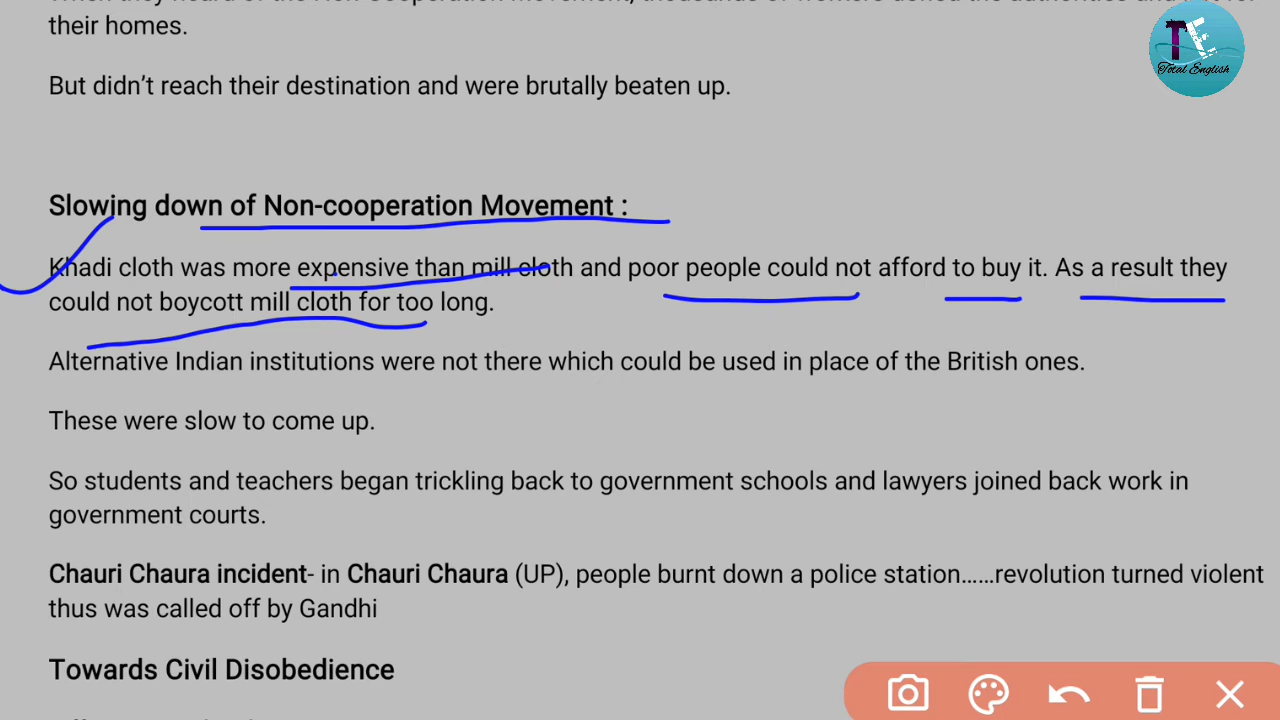 their homes.
But didn’t reach their destination and were brutally beaten up.
Slowing down of Non-cooperation Movement :
Khadi cloth was more expensive than mill cloth and poor people could not afford to buy it. As a result they
could not boycott mill cloth for too long.
Alternative Indian institutions were not there which could be used in place of the British ones.
These were slow to come up.
So students and teachers began trickling back to government schools and lawyers joined back work in
government courts.
Chauri Chaura incident- in Chauri Chaura (UP), people burnt down a police station......revolution turned violent
thus was called off by Gandhi
Towards Civil Disobedience
TE
Total English